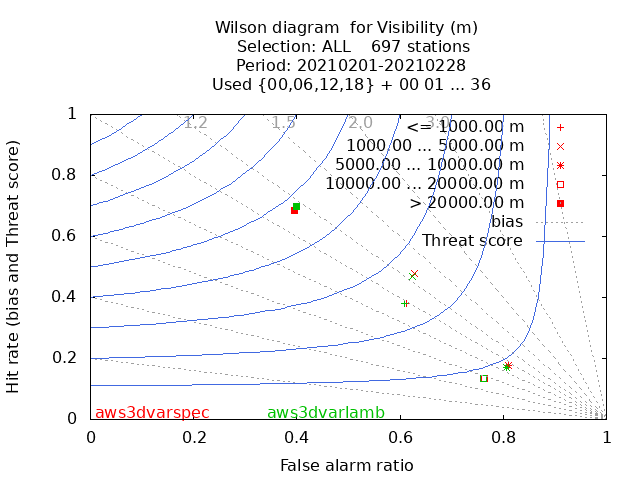 Wilson diagram  for Visibility (m)
Selection: ALL    697 stations
Period: 20210201-20210228
Used {00,06,12,18} + 00 01 ... 36
Hit rate (bias and Threat score)
1
0.8
0.6
0.4
0.2
0
1.2
1.5
2.0
3.0
<= 1000.00 m
1000.00 ... 5000.00 m
5000.00 ... 10000.00 m
10000.00 ... 20000.00 m
> 20000.00 m
bias
Threat score
aws3dvarspec
aws3dvarlamb
0 0.2 0.4 0.6 0.8 1
False alarm ratio